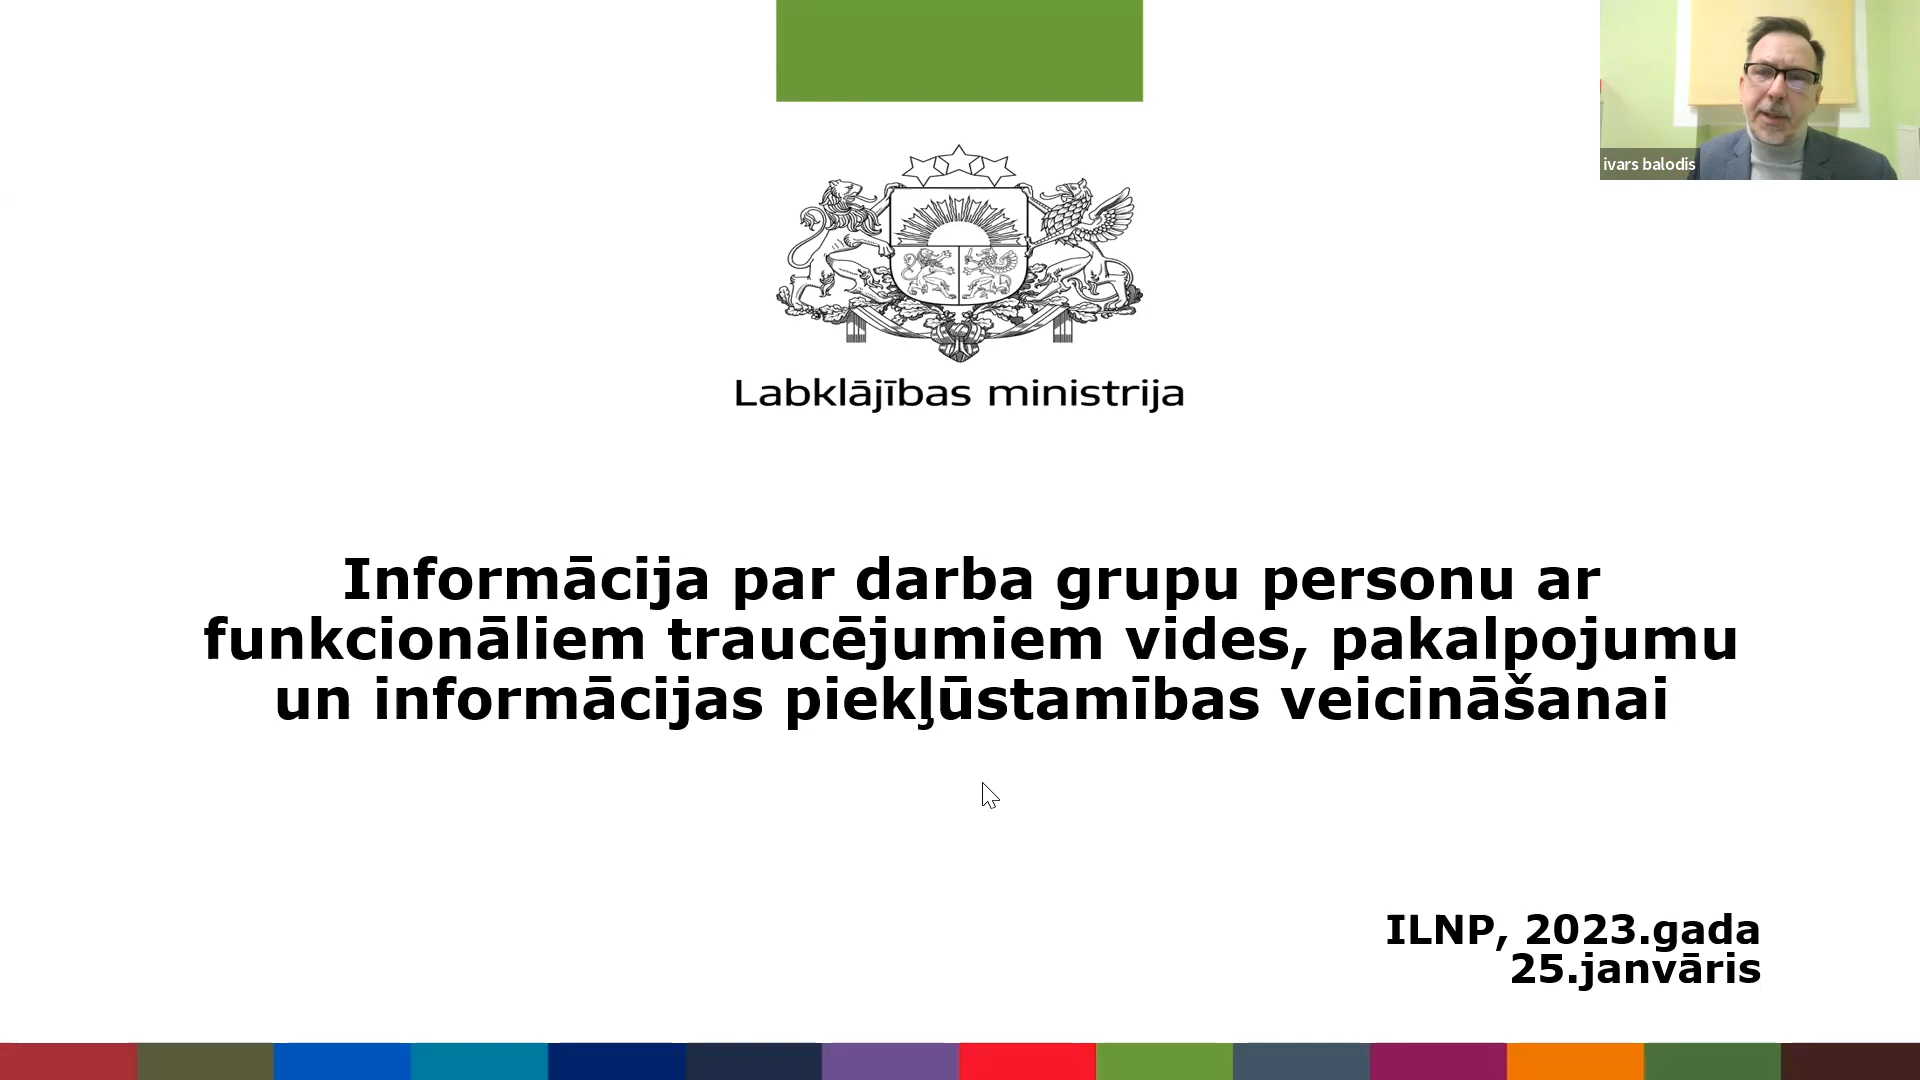 ivars balodis
Labklājības ministrija
Informācija par darba grupu personu ar
funkcionāliem traucējumiem vides, pakalpojumu
un informācijas piekļūstamības veicināšanai
ILNP, 2023.gada
25.janvāris